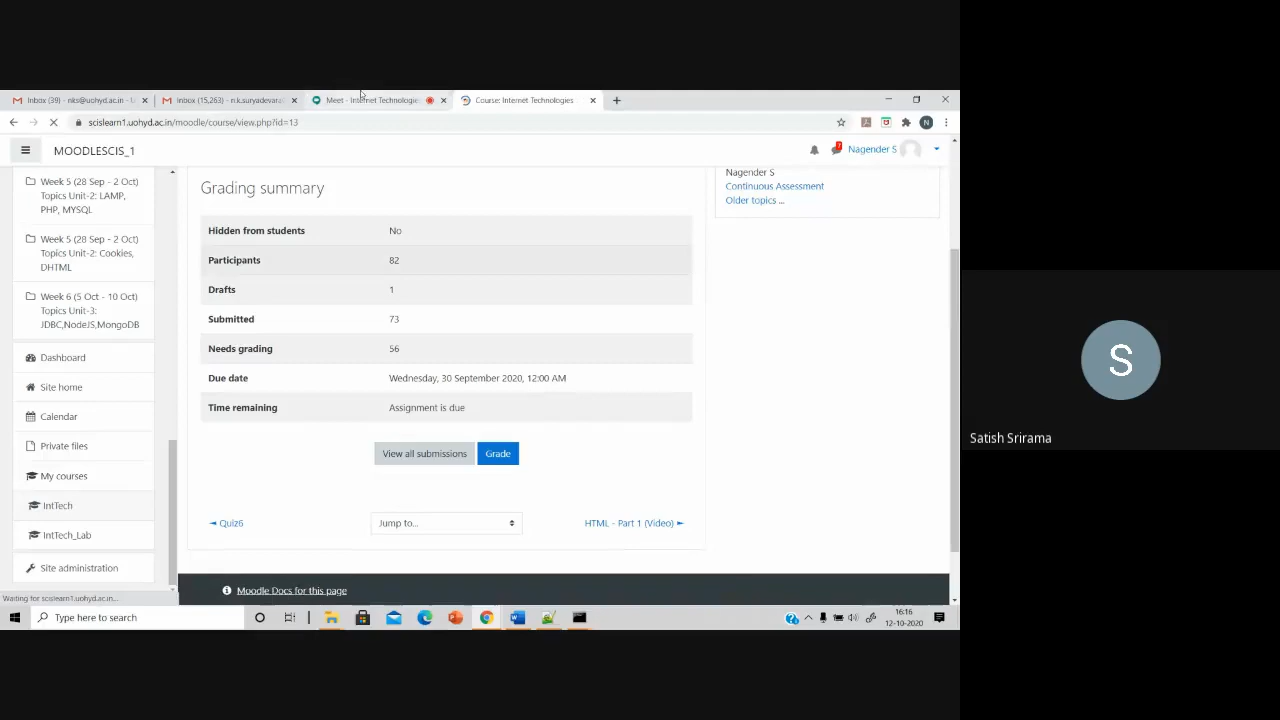 Inbox (39) - nks@uohyd.ac.in - U
Inbox (15,263) - n.k.suryadevara
Meet - Internet Technologies
Course: Internet Technologies
scislearn1.uohyd.ac.in/moodle/course/view.php?id=13
N
MOODLESCIS_1
Nagender S
Week 5 (28 Sep - 2 Oct)
Topics Unit-2: LAMP,
PHP, MYSQL
Week 5 (28 Sep - 2 Oct)
Topics Unit-2: Cookies,
DHTML
Week 6 (5 Oct - 10 Oct)
Topics Unit-3:
JDBC,NodeJS,MongoDB
Dashboard
Site home
Calendar
Private files
My courses
IntTech
IntTech_Lab
Site administration
Grading summary
Hidden from students No
Participants 82
Drafts 1
Submitted 73
Needs grading 56
Due date Wednesday, 30 September 2020, 12:00 AM
Time remaining Assignment is due
View all submissions Grade
◄ Quiz6 Jump to... HTML - Part 1 (Video) ►
Moodle Docs for this page
Nagender S
Continuous Assessment
Older topics ...
Waiting for scislearn1.uohyd.ac.in...
Type here to search
16:16
12-10-2020
S
Satish Srirama